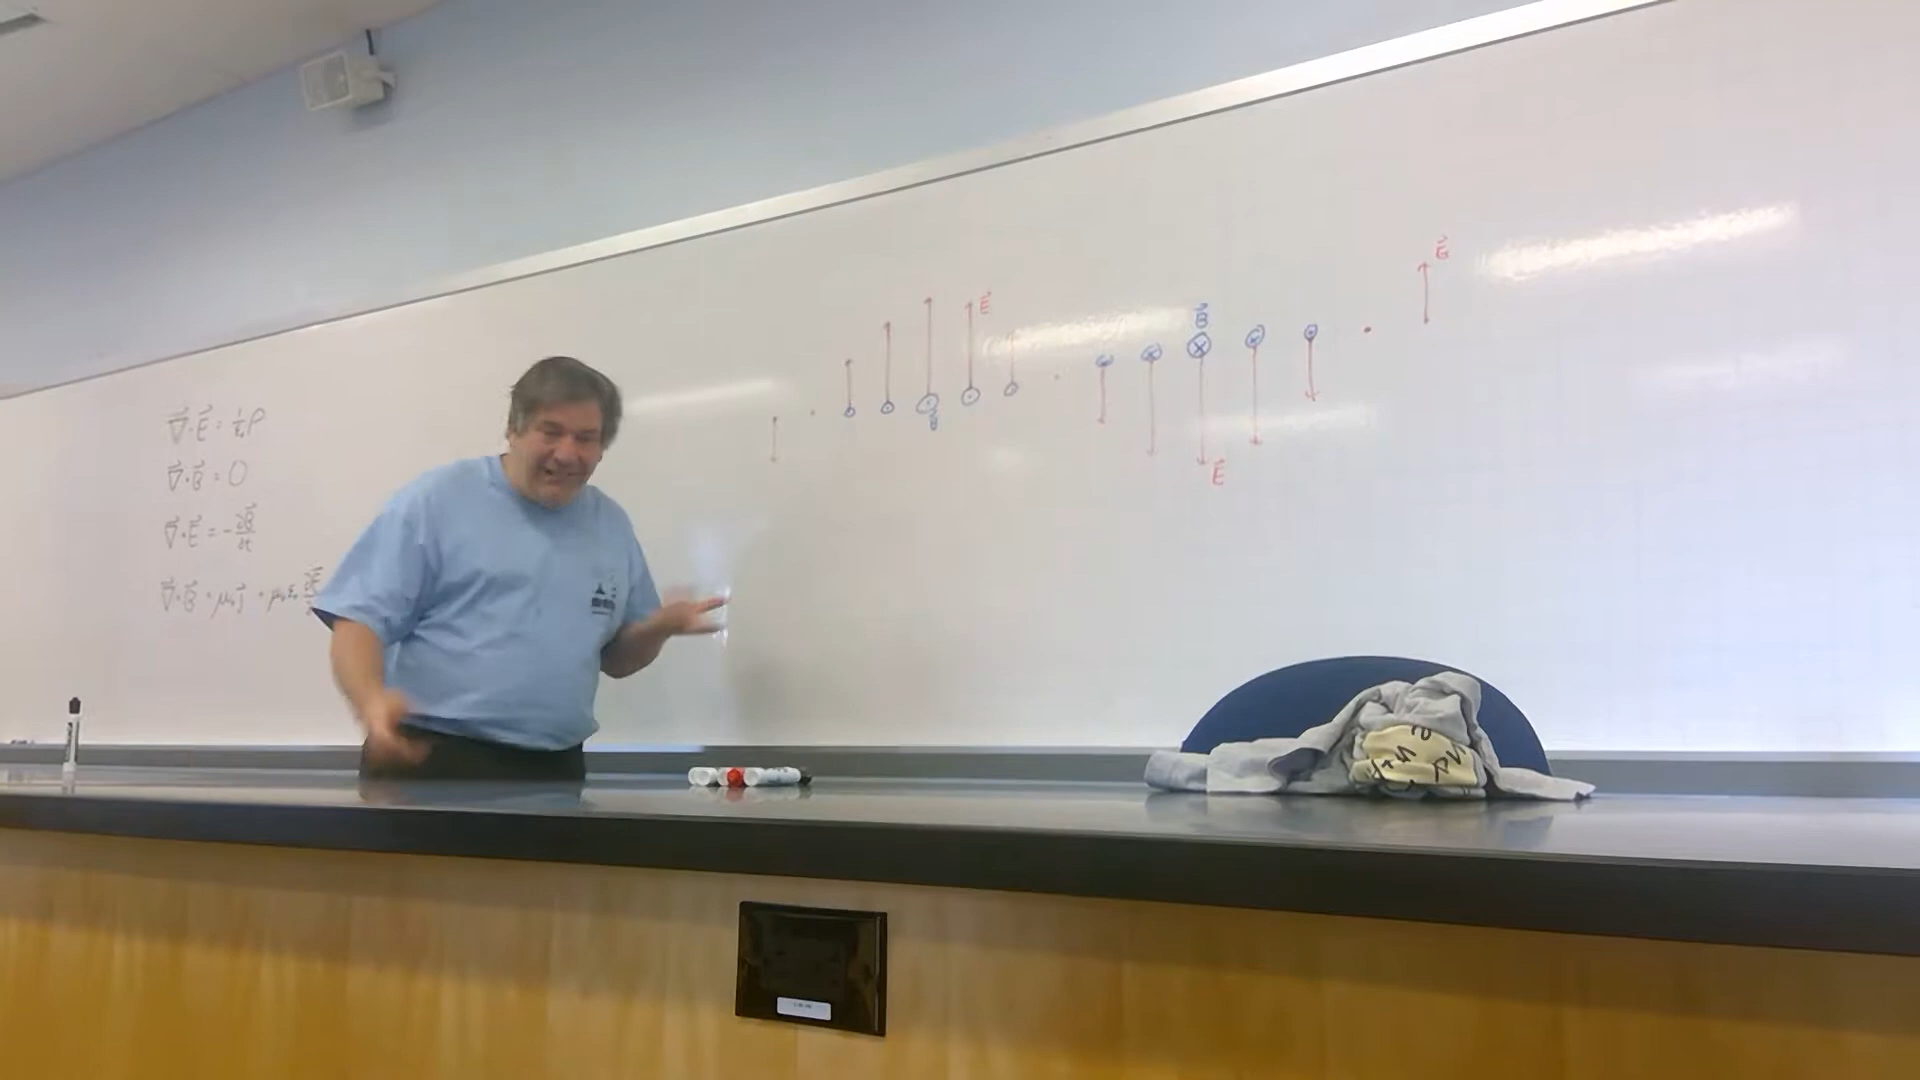 ∇⃗·E⃗ = 1/ε₀ ρ
∇⃗·B⃗ = 0
∇⃗×E⃗ = -∂B⃗/∂t
∇⃗×B⃗ = μ₀J⃗ + μ₀ε₀ ∂E⃗
E⃗
B⃗
B⃗
E⃗
E⃗